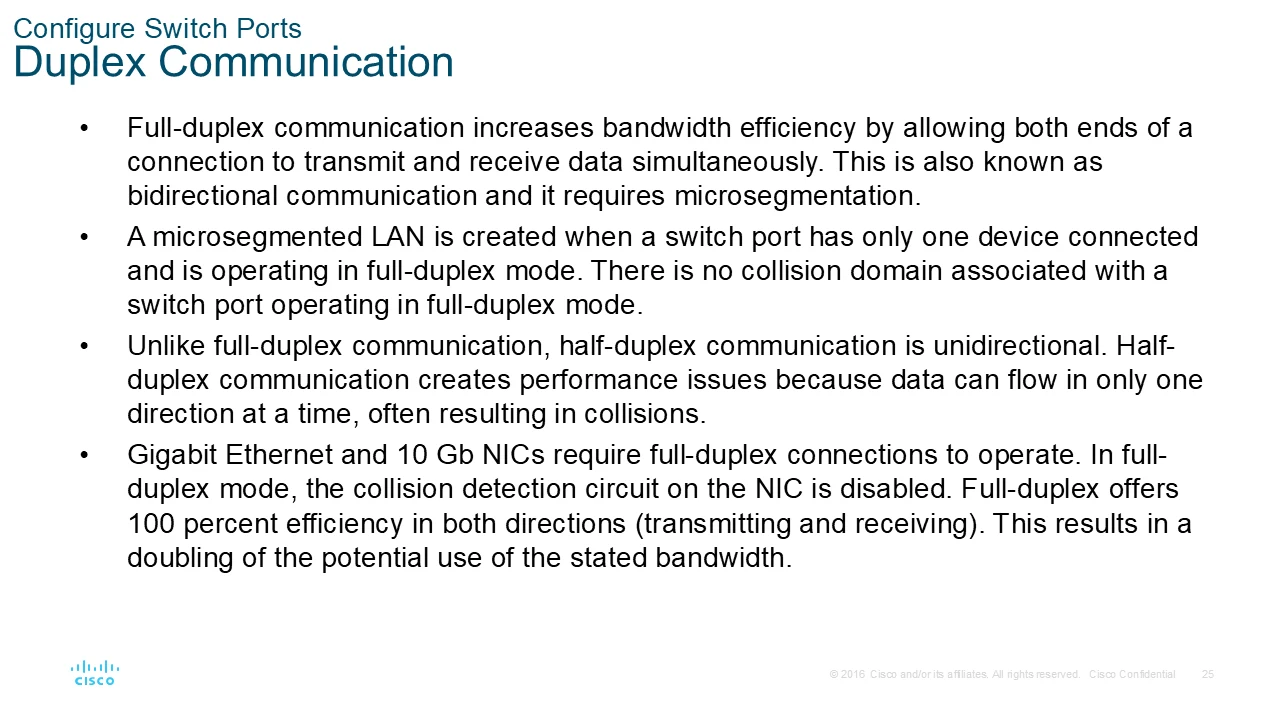 Configure Switch Ports
Duplex Communication
• Full-duplex communication increases bandwidth efficiency by allowing both ends of a
connection to transmit and receive data simultaneously. This is also known as
bidirectional communication and it requires microsegmentation.
• A microsegmented LAN is created when a switch port has only one device connected
and is operating in full-duplex mode. There is no collision domain associated with a
switch port operating in full-duplex mode.
• Unlike full-duplex communication, half-duplex communication is unidirectional. Half-
duplex communication creates performance issues because data can flow in only one
direction at a time, often resulting in collisions.
• Gigabit Ethernet and 10 Gb NICs require full-duplex connections to operate. In full-
duplex mode, the collision detection circuit on the NIC is disabled. Full-duplex offers
100 percent efficiency in both directions (transmitting and receiving). This results in a
doubling of the potential use of the stated bandwidth.
CISCO
© 2016 Cisco and/or its affiliates. All rights reserved. Cisco Confidential 25